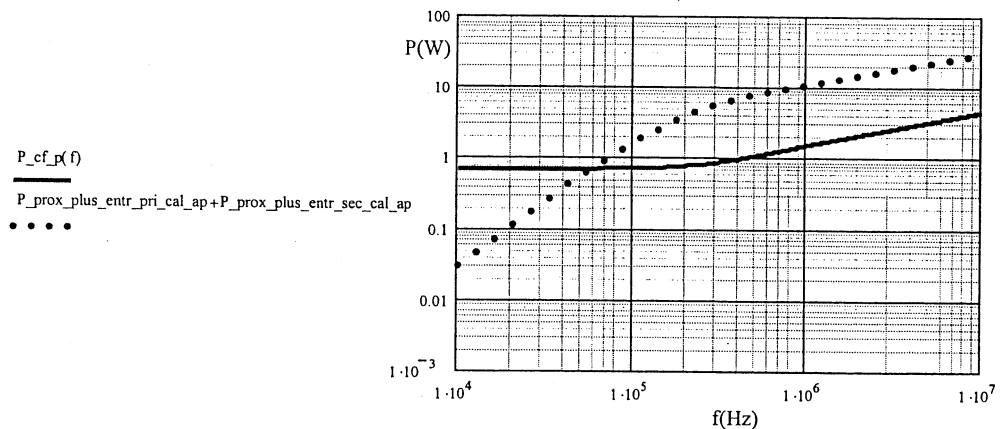 100
P(W)
10
1
0.1
0.01
1·10⁻³
P_cf_p( f)
P_prox_plus_entr_pri_cal_ap+P_prox_plus_entr_sec_cal_ap
1·10⁴ 1·10⁵ 1·10⁶ 1·10⁷
f(Hz)